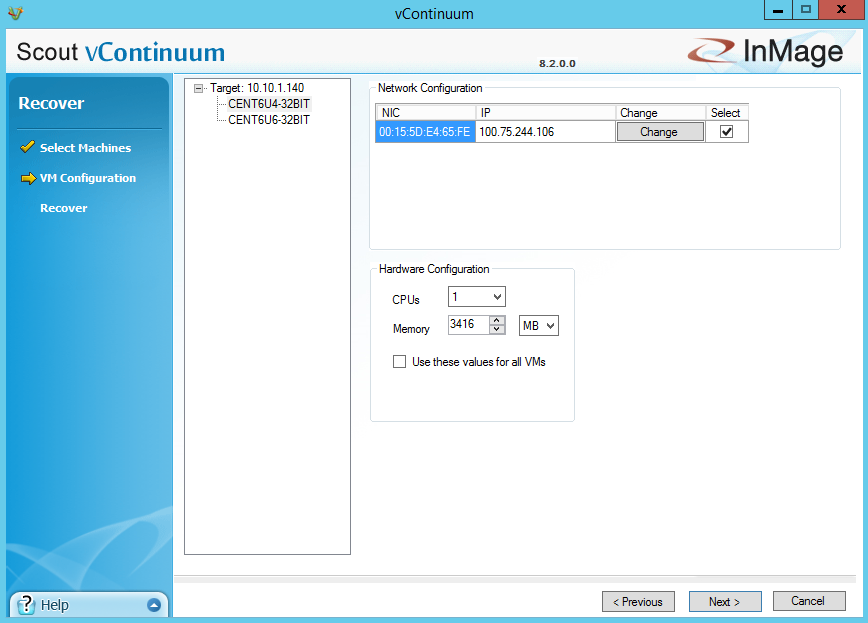 vContinuum
Scout vContinuum
8.2.0.0
InMage
Recover
Select Machines
VM Configuration
Recover
Help
Target: 10.10.1.140
CENT6U4-32BIT
CENT6U6-32BIT
Network Configuration
NIC IP Change Select
00:15:5D:E4:65:FE 100.75.244.106 Change
Hardware Configuration
CPUs 1
Memory 3416 MB
Use these values for all VMs
< Previous Next > Cancel